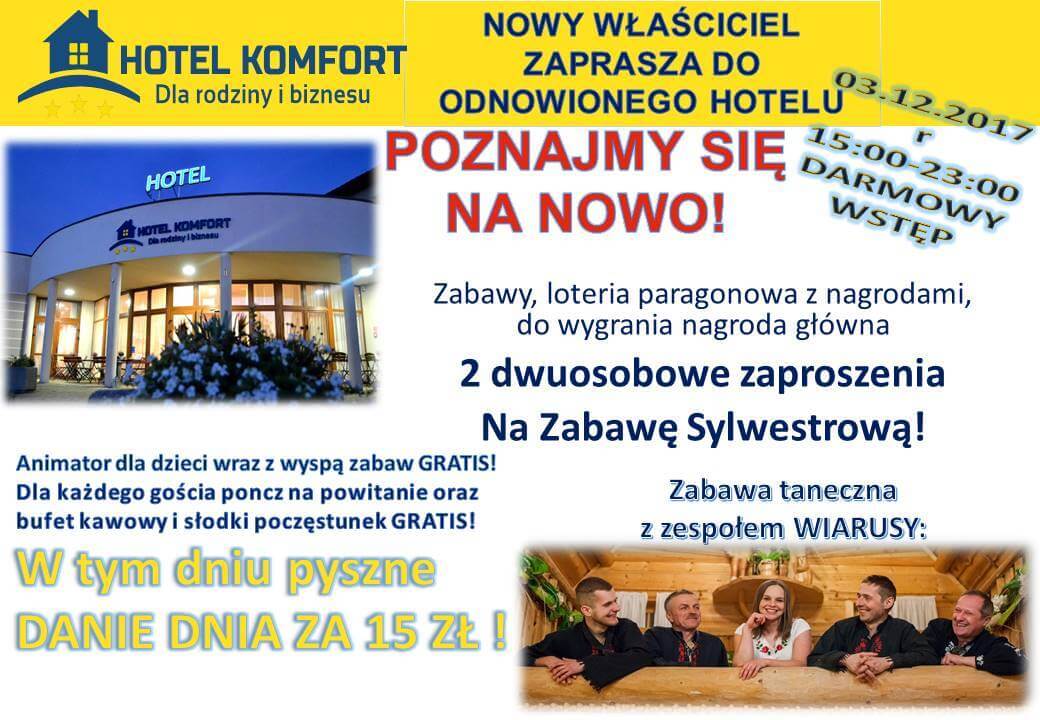 HOTEL KOMFORT
Dla rodziny i biznesu
NOWY WŁAŚCICIEL
ZAPRASZA DO
ODNOWIONEGO HOTELU
03.12.2017
r
15:00-23:00
DARMOWY
WSTĘP
POZNAJMY SIĘ
NA NOWO!
HOTEL
HOTEL KOMFORT
Dla rodziny i biznesu
Zabawy, loteria paragonowa z nagrodami,
do wygrania nagroda główna
2 dwuosobowe zaproszenia
Na Zabawę Sylwestrową!
Animator dla dzieci wraz z wyspą zabaw GRATIS!
Dla każdego gościa poncz na powitanie oraz
bufet kawowy i słodki poczęstunek GRATIS!
W tym dniu pyszne
DANIE DNIA ZA 15 ZŁ !
Zabawa taneczna
z zespołem WIARUSY: